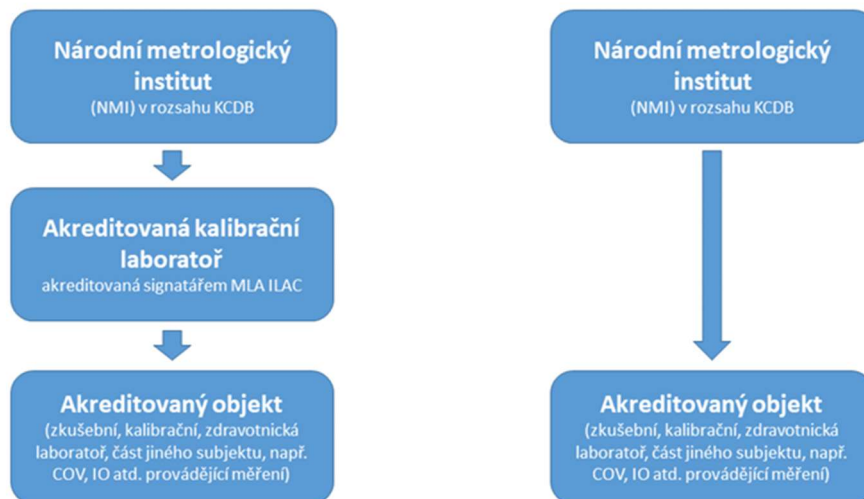 Národní metrologický
institut
(NMI) v rozsahu KCDB
Akreditovaná kalibrační
laboratoř
akreditovaná signatářem MLA ILAC
Akreditovaný objekt
(zkušební, kalibrační, zdravotnická
laboratoř, část jiného subjektu, např.
COV, IO atd. provádějící měření)
Národní metrologický
institut
(NMI) v rozsahu KCDB
Akreditovaný objekt
(zkušební, kalibrační, zdravotnická
laboratoř, část jiného subjektu, např.
COV, IO atd. provádějící měření)